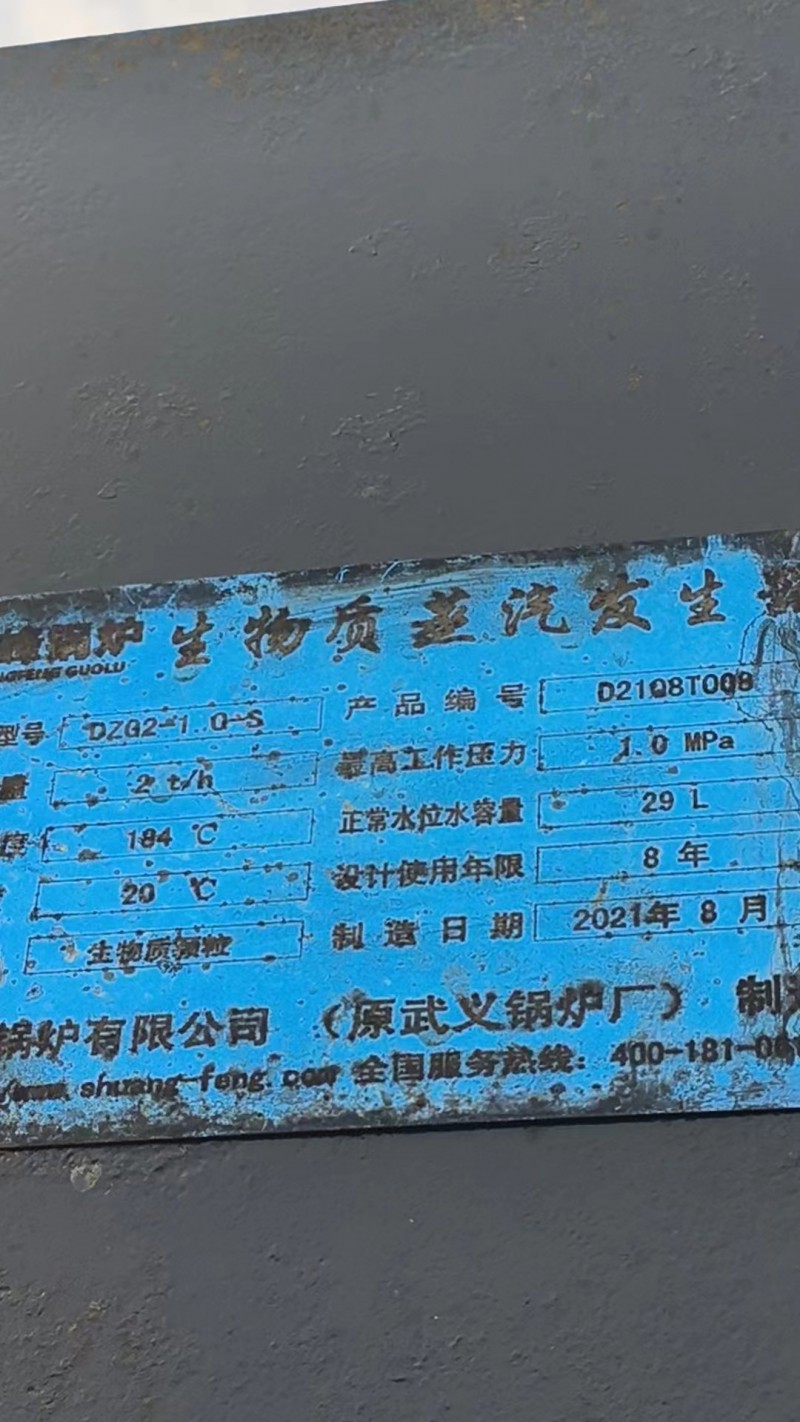 锅炉 生物质蒸汽发生
GUOLU
型号 DZG2-1.0-S 产品编号 D2108T008
量 2 t/h 最高工作压力 1.0 MPa
184 ℃ 正常水位水容量 29 L
20 ℃ 设计使用年限 8 年
生物质颗粒 制造日期 2021年 8 月
锅炉有限公司 （原武义锅炉厂） 制
shuang-feng.com 全国服务热线： 400-181-